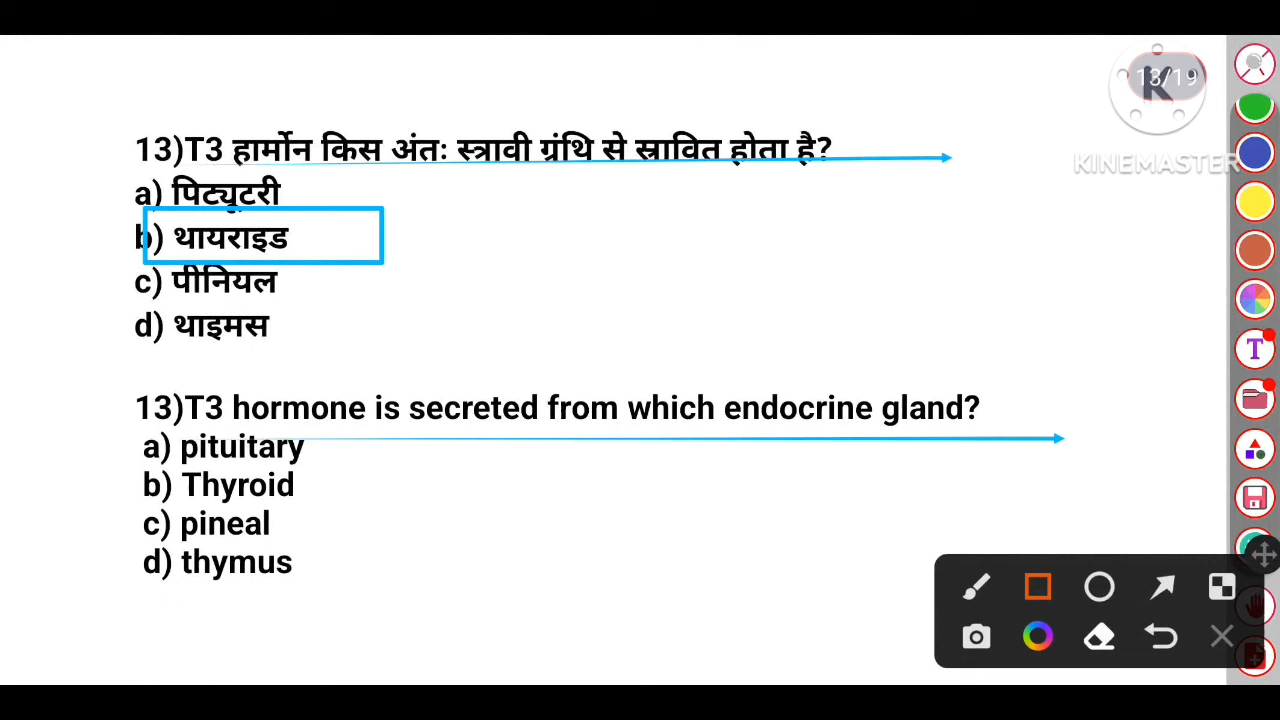 13/19
K
KINEMASTER
13)T3 हार्मोन किस अंतः स्त्रावी ग्रंथि से स्रावित होता है?
a) पिट्यूटरी
b) थायराइड
c) पीनियल
d) थाइमस
13)T3 hormone is secreted from which endocrine gland?
a) pituitary
b) Thyroid
c) pineal
d) thymus
T